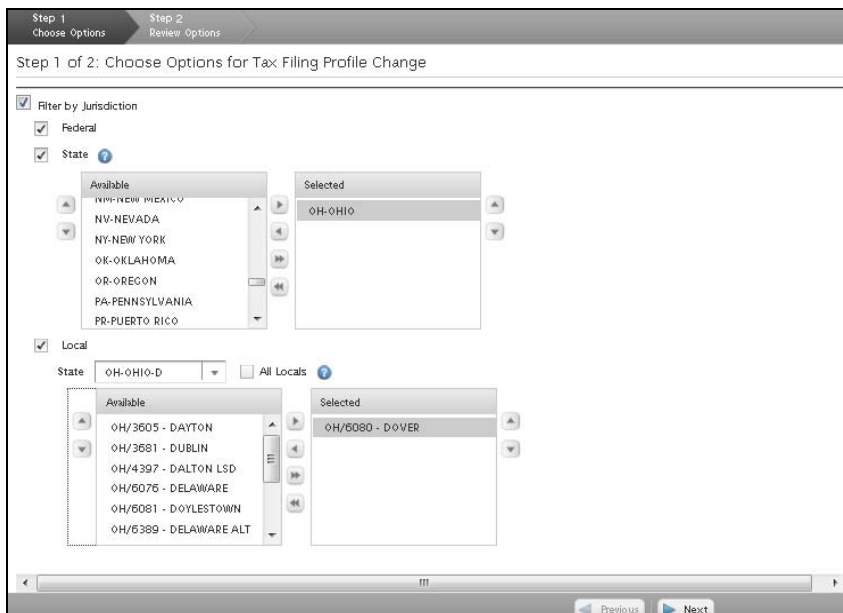 Step 1
Choose Options
Step 2
Review Options
Step 1 of 2: Choose Options for Tax Filing Profile Change
Filter by Jurisdiction
Federal
State
Available
NM-NEW MEXICO
NV-NEVADA
NY-NEW YORK
OK-OKLAHOMA
OR-OREGON
PA-PENNSYLVANIA
PR-PUERTO RICO
Selected
OH-OHIO
Local
State OH-OHIO-D All Locals
Available
OH/3605 - DAYTON
OH/3681 - DUBLIN
OH/4397 - DALTON LSD
OH/6076 - DELAWARE
OH/6081 - DOYLESTOWN
OH/6389 - DELAWARE ALT
Selected
OH/6080 - DOVER
Previous
Next